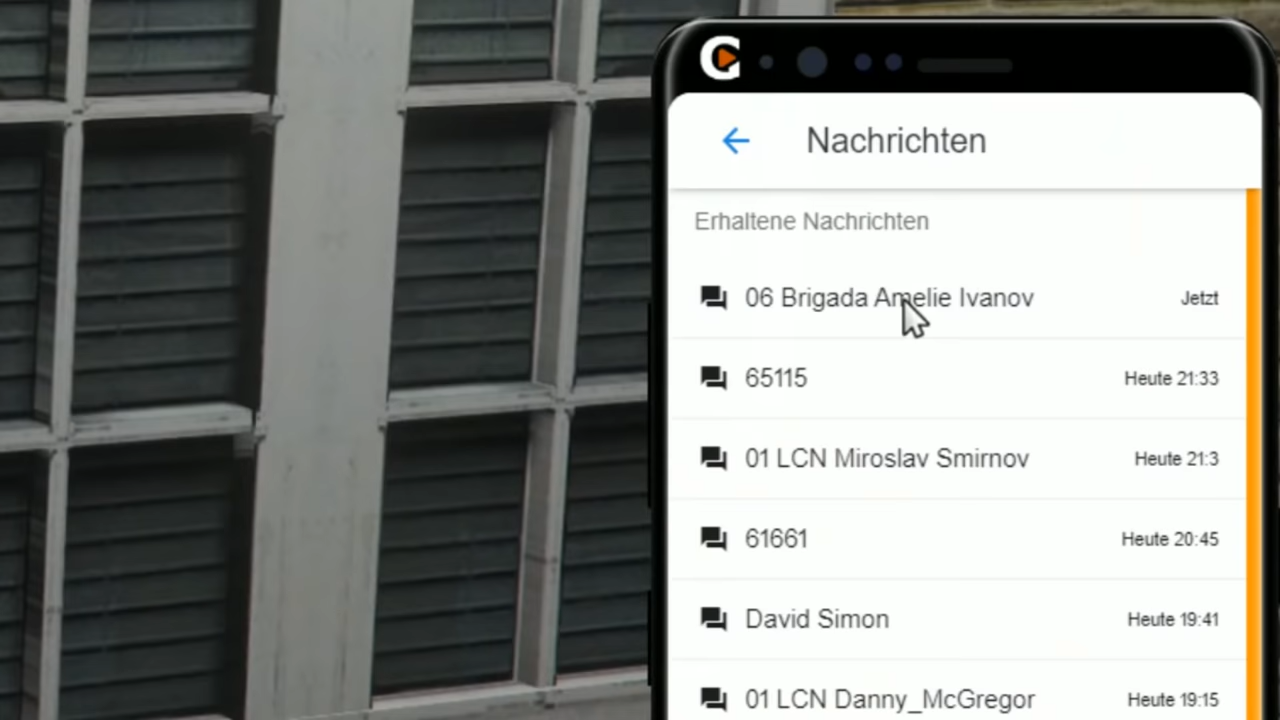 Nachrichten
Erhaltene Nachrichten
06 Brigada Amelie Ivanov Jetzt
65115 Heute 21:33
01 LCN Miroslav Smirnov Heute 21:3
61661 Heute 20:45
David Simon Heute 19:41
01 LCN Danny_McGregor Heute 19:15